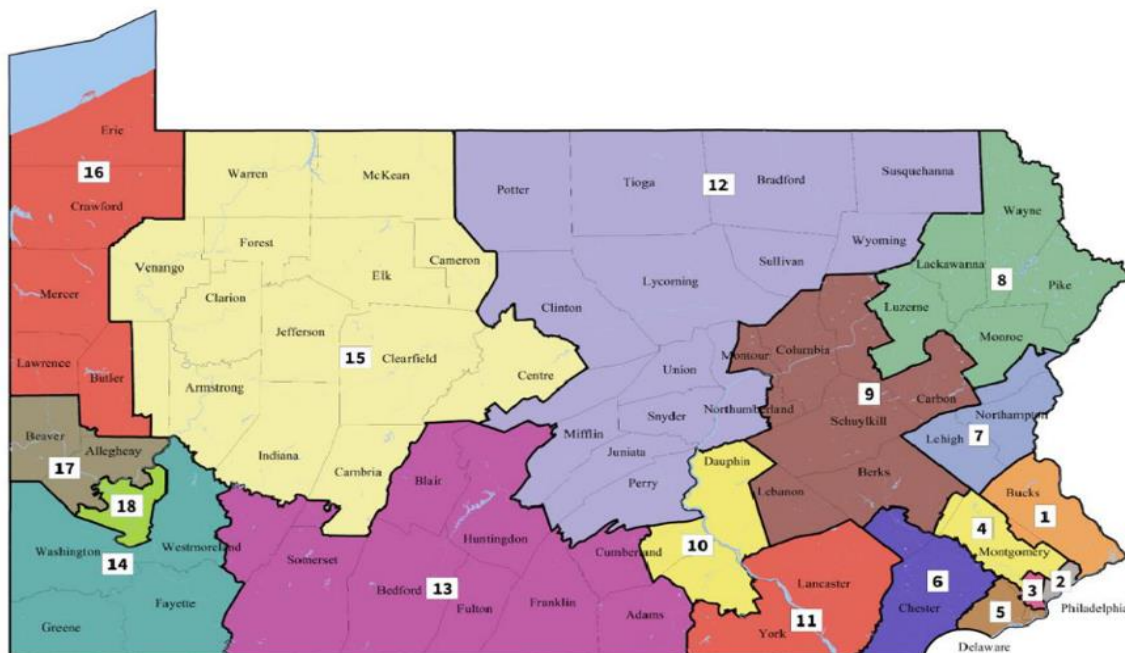 Erie
16
Crawford
Warren
McKean
Potter
Tioga
12
Bradford
Susquehanna
Wayne
Forest
Venango
Elk
Cameron
Wyoming
Sullivan
Lackawanna
8
Pike
Clarion
Lycoming
Mercer
Clinton
Luzerne
Jefferson
Monroe
Lawrence
Butler
15
Clearfield
Centre
Union
Montour
Columbia
Armstrong
9
Carbon
Snyder
Northumberland
Northampton
Beaver
Allegheny
Mifflin
Schuylkill
Lehigh
7
17
Indiana
Cambria
Blair
Juniata
Dauphin
Berks
Perry
Lebanon
Bucks
18
4
1
Washington
Westmoreland
Somerset
Huntingdon
Cumberland
10
Montgomery
14
Bedford
13
Lancaster
6
2
3
Fayette
Fulton
Franklin
Adams
Chester
5
Philadelphia
Greene
11
York
Delaware